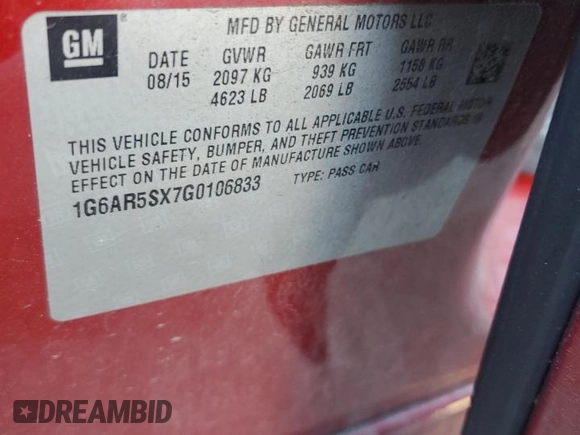 GM
MFD BY GENERAL MOTORS LLC
DATE GVWR GAWR FRT GAWR RR
08/15 2097 KG 939 KG 1158 KG
4623 LB 2069 LB 2554 LB
THIS VEHICLE CONFORMS TO ALL APPLICABLE U.S. FEDERAL MOTOR
VEHICLE SAFETY, BUMPER, AND THEFT PREVENTION STANDARDS IN
EFFECT ON THE DATE OF MANUFACTURE SHOWN ABOVE.
1G6AR5SX7G0106833 TYPE: PASS CAR
DREAMBID